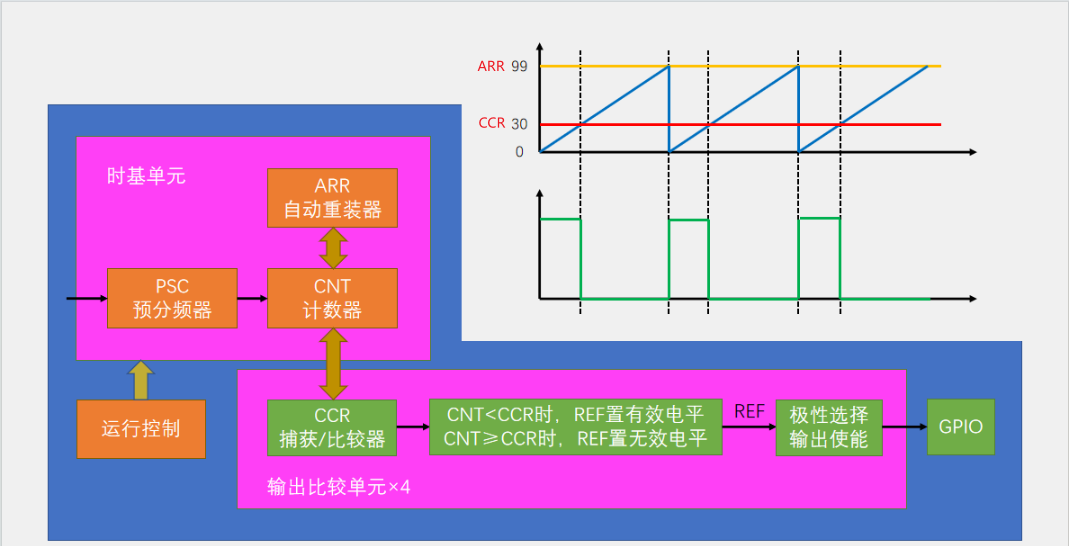 ARR 99
CCR 30
0
时基单元
ARR
自动重装器
PSC
预分频器
CNT
计数器
运行控制
CCR
捕获/比较器
CNT<CCR时，REF置有效电平
CNT≥CCR时，REF置无效电平
REF
极性选择
输出使能
GPIO
输出比较单元×4